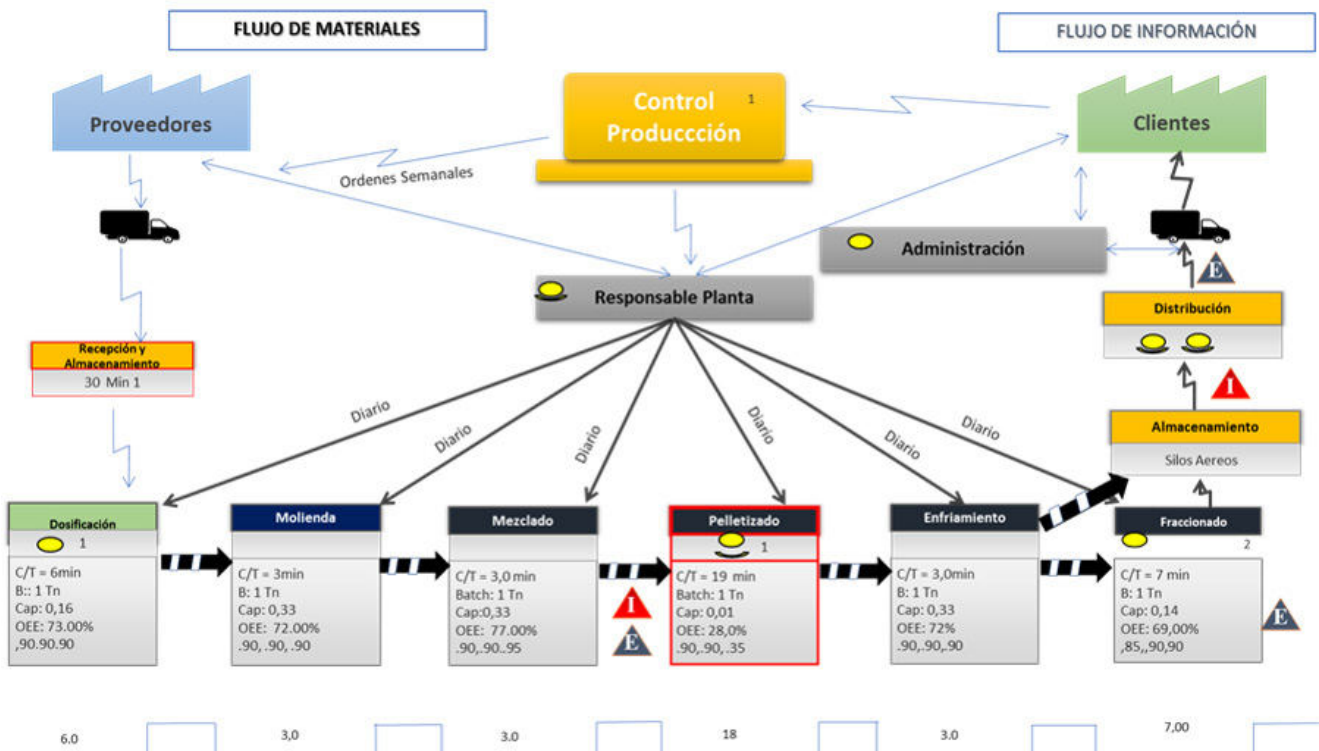 FLUJO DE MATERIALES
FLUJO DE INFORMACIÓN
Proveedores
Control 1
Produccción
Clientes
Ordenes Semanales
Administración
Responsable Planta
E
Distribución
Recepción y
Almacenamiento
30 Min 1
I
Almacenamiento
Silos Aereos
Diario
Diario
Diario
Diario
Diario
Diario
Dosificación
1
C/T = 6min
B:: 1 Tn
Cap: 0,16
OEE: 73.00%
,90.90.90
Molienda
C/T = 3min
B: 1 Tn
Cap: 0,33
OEE: 72.00%
.90, .90, .90
Mezclado
C/T = 3,0 min
Batch: 1 Tn
Cap:0,33
OEE: 77.00%
.90,.90..95
I
E
Pelletizado
1
C/T = 19 min
Batch: 1 Tn
Cap: 0,01
OEE: 28,0%
.90,.90,.35
Enfriamiento
C/T = 3,0min
B: 1 Tn
Cap: 0,33
OEE: 72%
.90,.90,.90
Fraccionado
2
C/T = 7 min
B: 1 Tn
Cap: 0,14
OEE: 69,00%
,85,,90,90
E
6.0
3,0
3.0
18
3.0
7,00